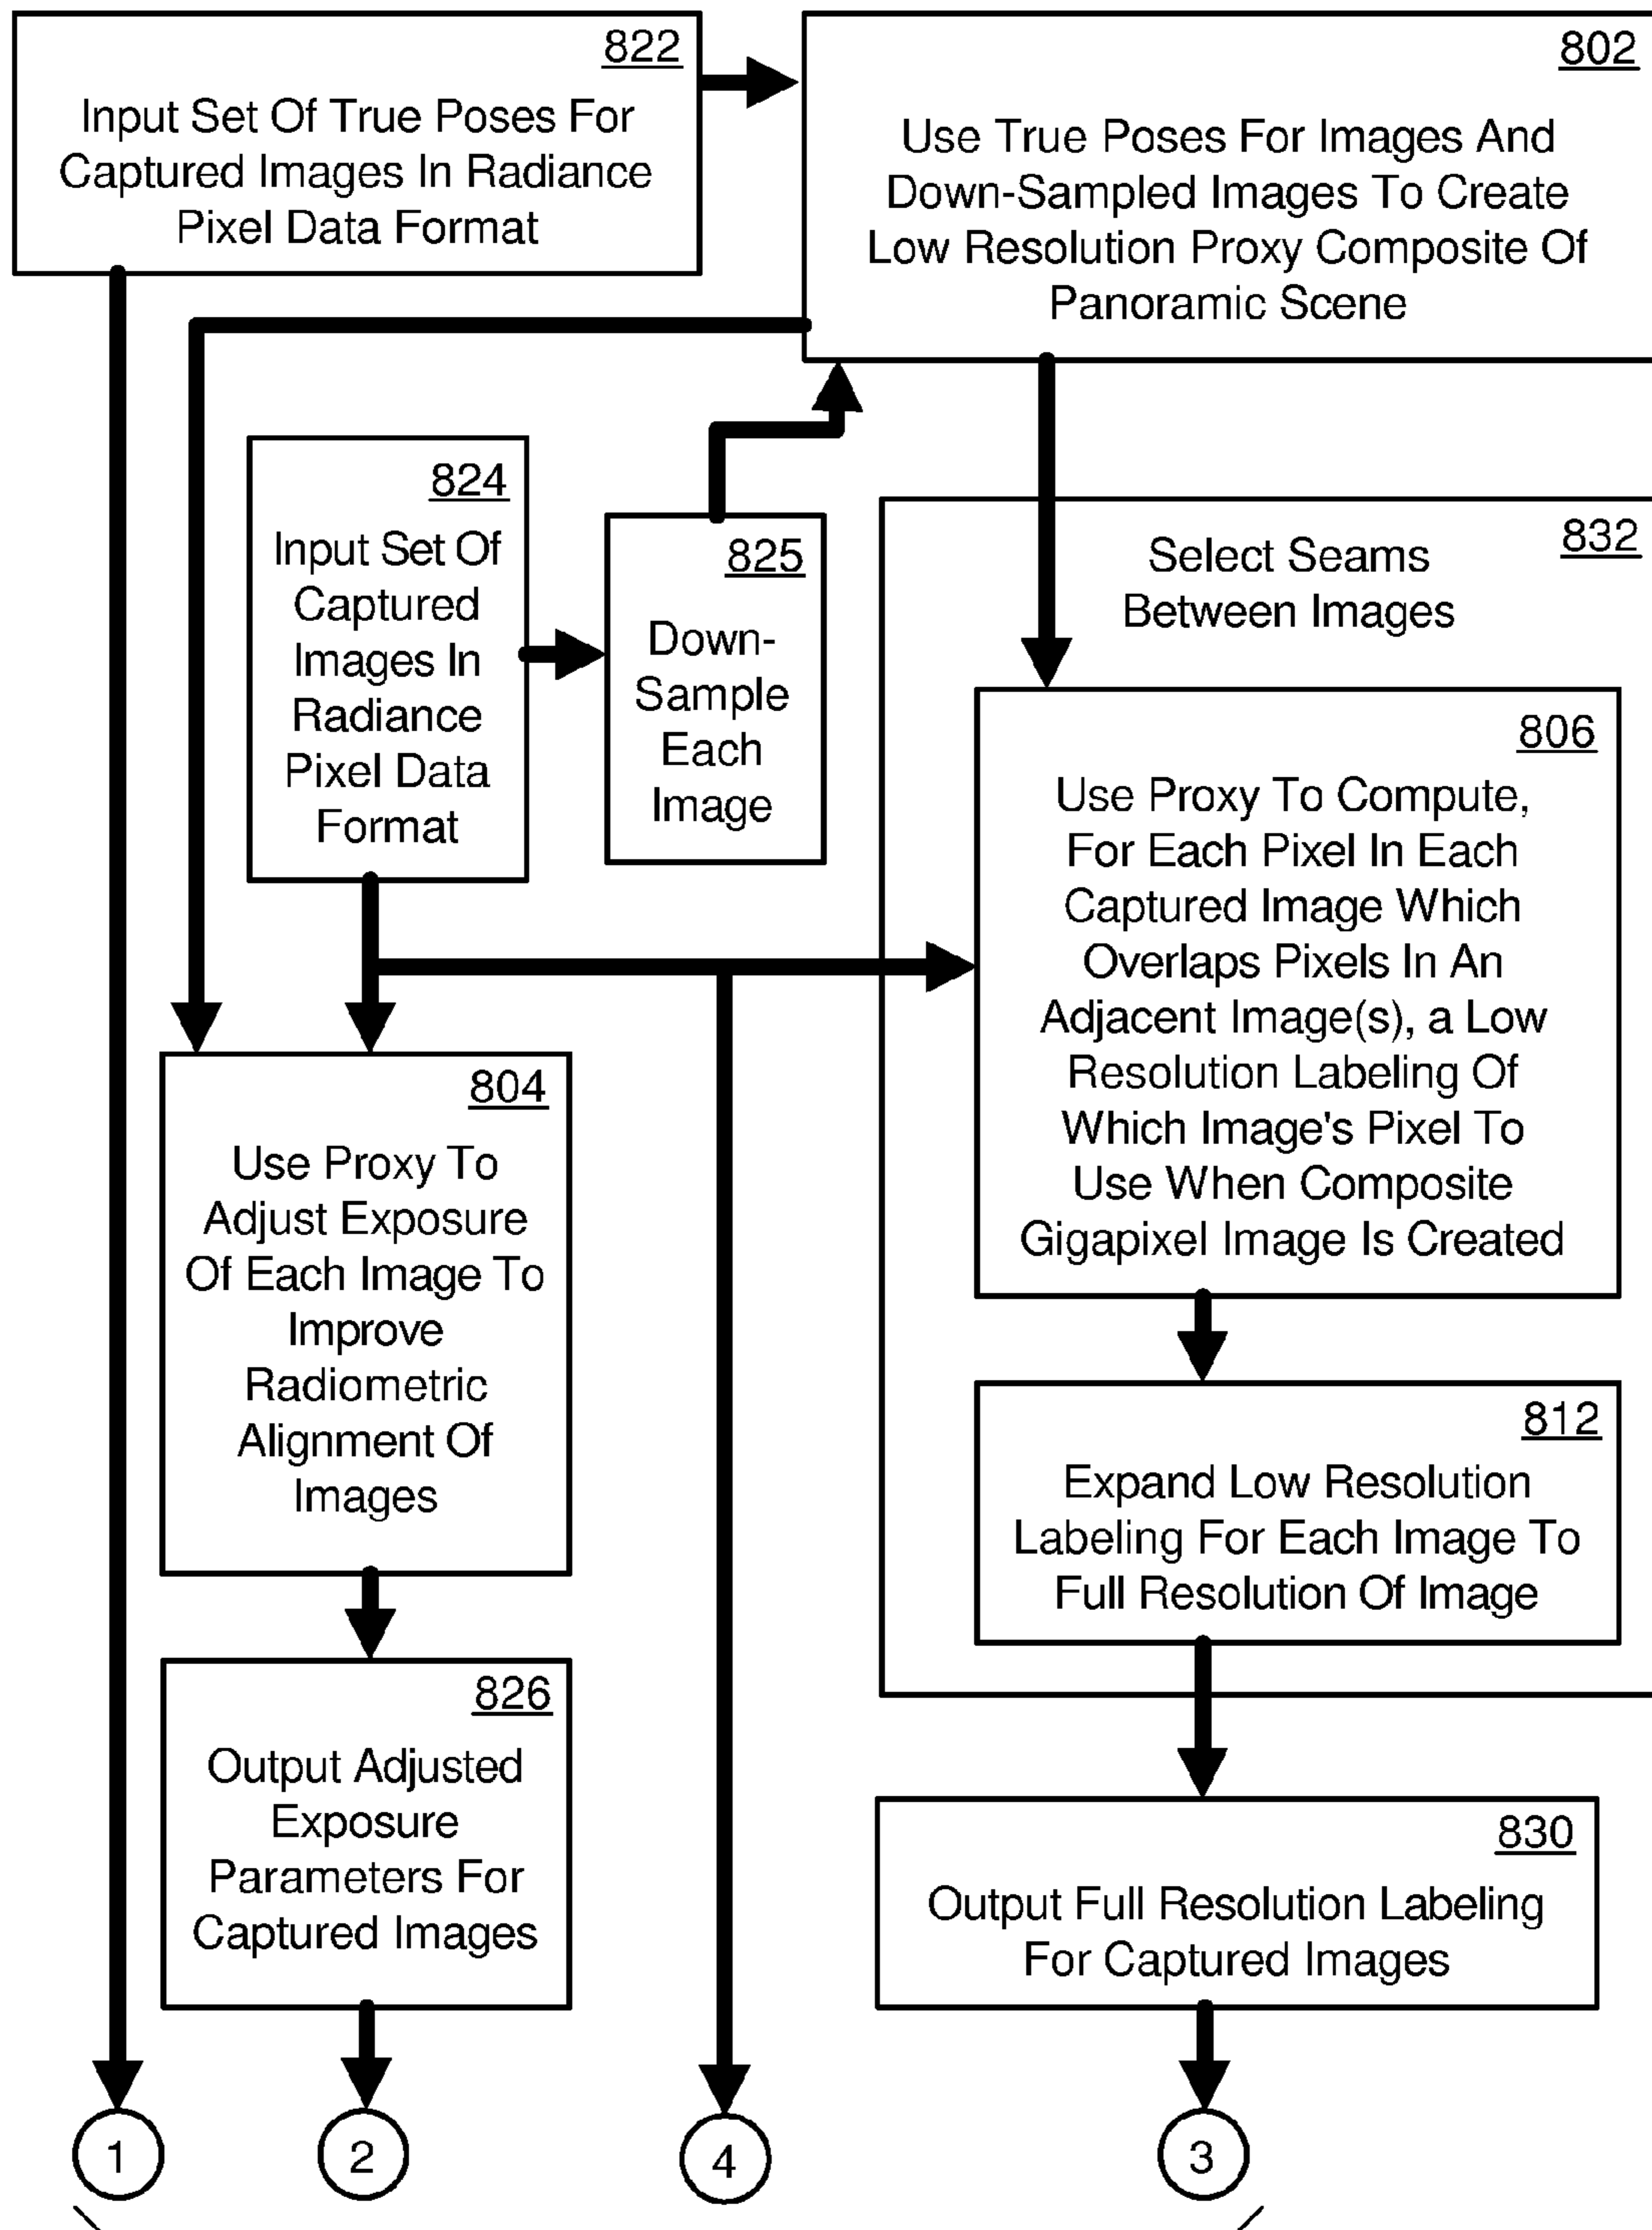 822
Input Set Of True Poses For
Captured Images In Radiance
Pixel Data Format
802
Use True Poses For Images And
Down-Sampled Images To Create
Low Resolution Proxy Composite Of
Panoramic Scene
824
Input Set Of
Captured
Images In
Radiance
Pixel Data
Format
825
Down-
Sample
Each
Image
832
Select Seams
Between Images
806
Use Proxy To Compute,
For Each Pixel In Each
Captured Image Which
Overlaps Pixels In An
Adjacent Image(s), a Low
Resolution Labeling Of
Which Image's Pixel To
Use When Composite
Gigapixel Image Is Created
804
Use Proxy To
Adjust Exposure
Of Each Image To
Improve
Radiometric
Alignment Of
Images
812
Expand Low Resolution
Labeling For Each Image To
Full Resolution Of Image
826
Output Adjusted
Exposure
Parameters For
Captured Images
830
Output Full Resolution Labeling
For Captured Images
1
2
4
3